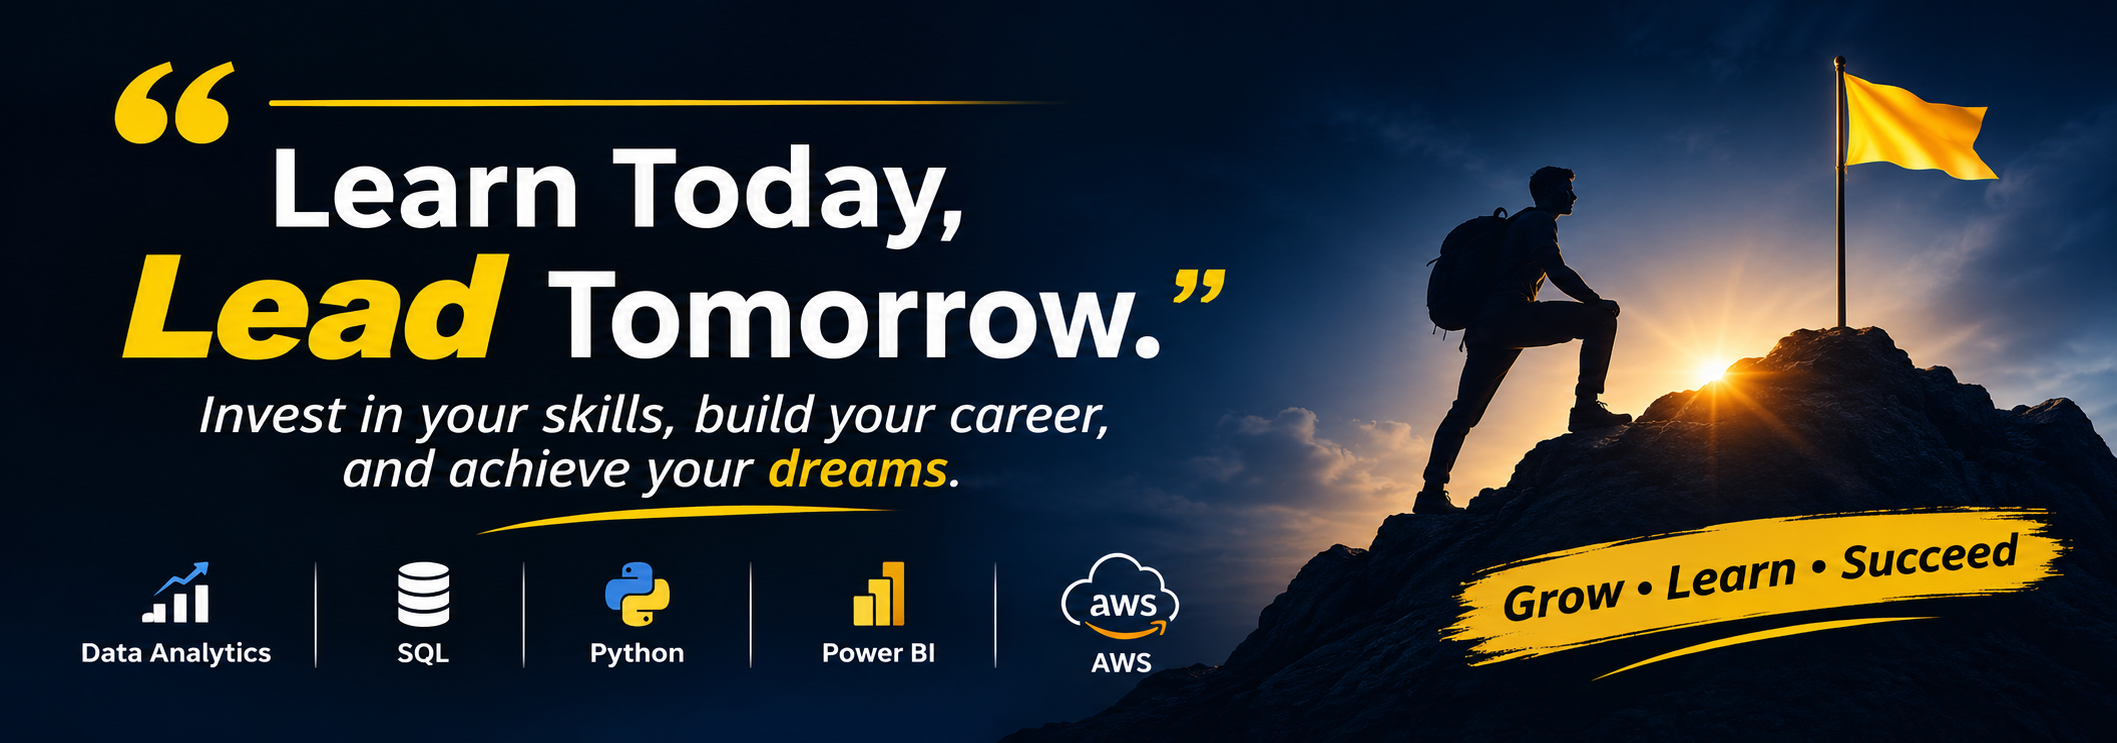 “ Learn Today,
Lead Tomorrow.”
Invest in your skills, build your career,
and achieve your dreams.
Data Analytics
SQL
Python
Power BI
aws
AWS
Grow • Learn • Succeed